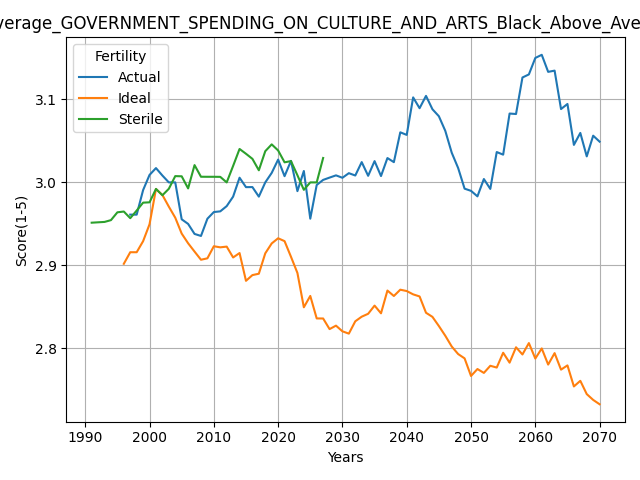 verage_GOVERNMENT_SPENDING_ON_CULTURE_AND_ARTS_Black_Above_Ave
Fertility
Actual
Ideal
Sterile
3.1
3.0
2.9
2.8
Score(1-5)
1990 2000 2010 2020 2030 2040 2050 2060 2070
Years